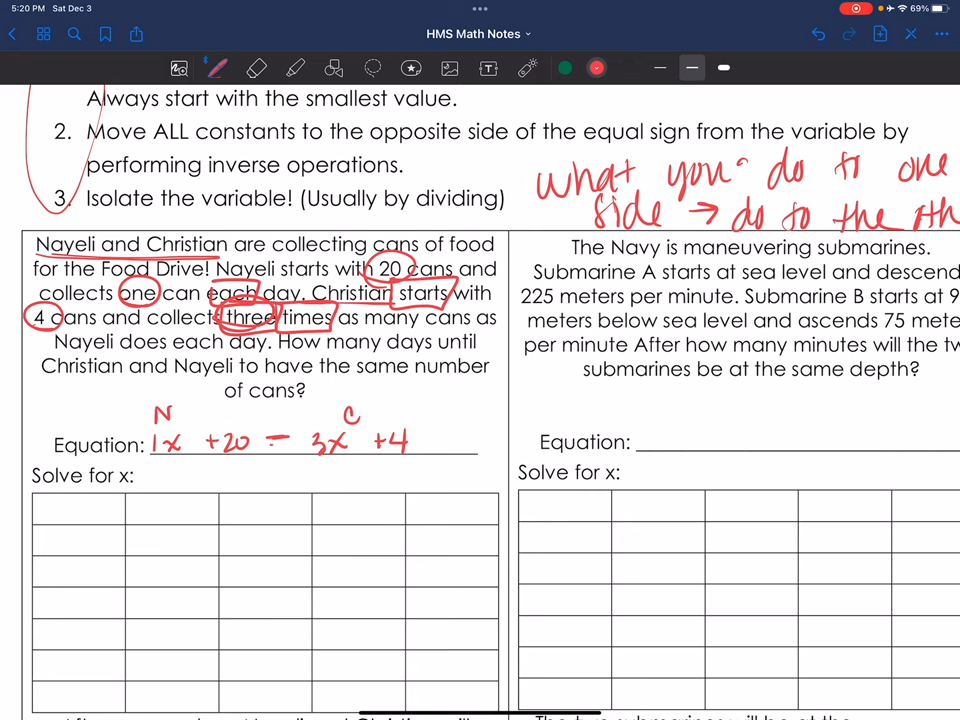 5:20 PM Sat Dec 3
69%
HMS Math Notes
Always start with the smallest value.
2. Move ALL constants to the opposite side of the equal sign from the variable by
performing inverse operations.
3. Isolate the variable! (Usually by dividing)
what you do to one
side → do to the oth
Nayeli and Christian are collecting cans of food
for the Food Drive! Nayeli starts with 20 cans and
collects one can each day. Christian starts with
4 cans and collects three times as many cans as
Nayeli does each day. How many days until
Christian and Nayeli to have the same number
of cans?
N C
Equation: 1x +20 = 3x +4
Solve for x:
The Navy is maneuvering submarines.
Submarine A starts at sea level and descend
225 meters per minute. Submarine B starts at 9
meters below sea level and ascends 75 mete
per minute After how many minutes will the tw
submarines be at the same depth?
Equation:
Solve for x: